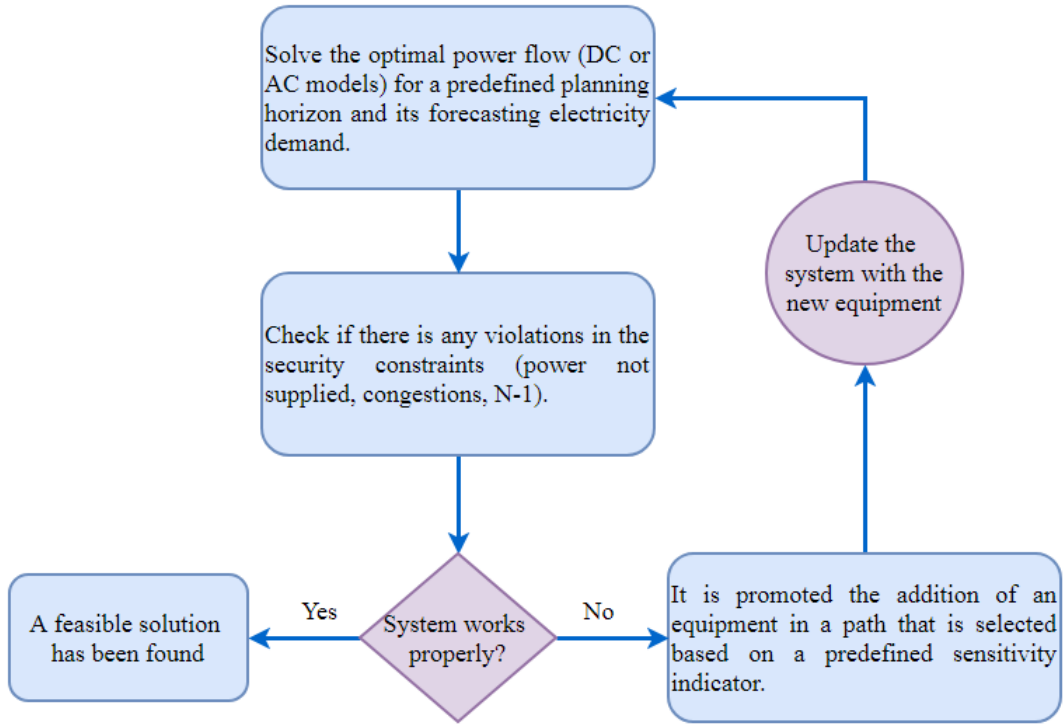 Solve the optimal power flow (DC or
AC models) for a predefined planning
horizon and its forecasting electricity
demand.
Update the
system with the
new equipment
Check if there is any violations in the
security constraints (power not
supplied, congestions, N-1).
System works
properly?
Yes
No
A feasible solution
has been found
It is promoted the addition of an
equipment in a path that is selected
based on a predefined sensitivity
indicator.